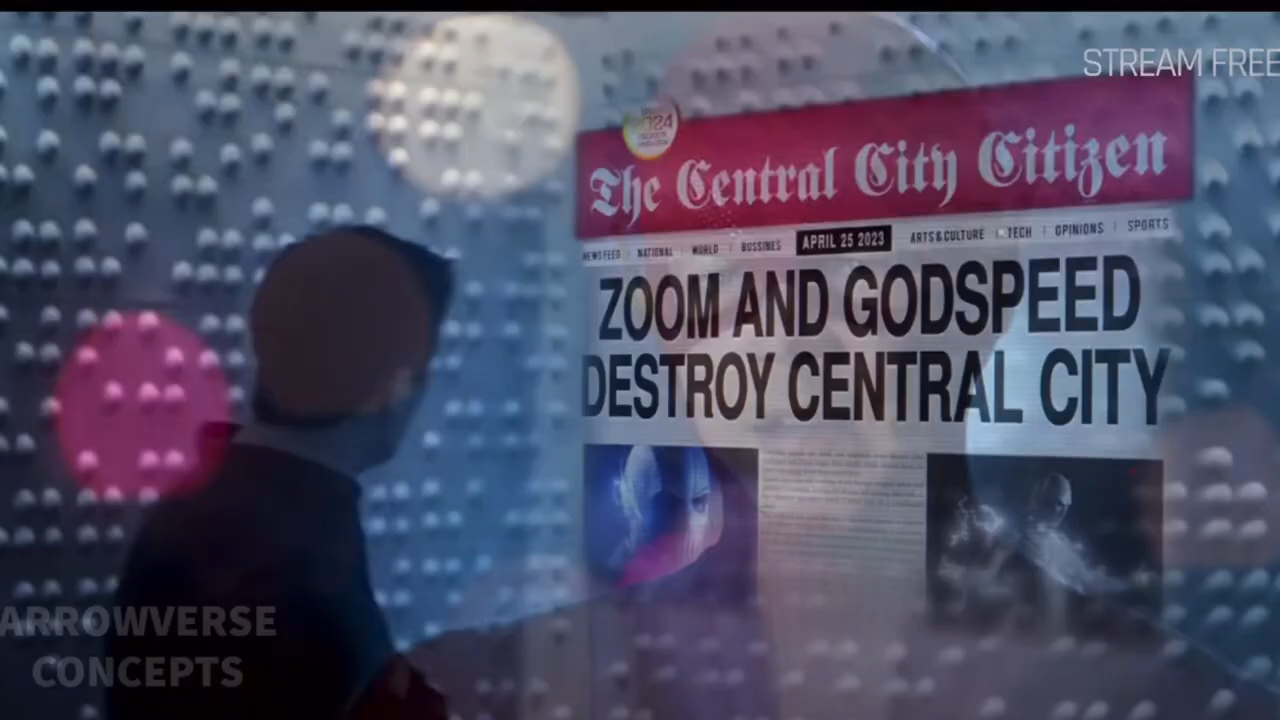 STREAM FREE
The Central City Citizen
NEWS FEED NATIONAL WORLD BUSSINES APRIL 25 2023 ARTS & CULTURE TECH OPINIONS SPORTS
ZOOM AND GODSPEED
DESTROY CENTRAL CITY
ARROWVERSE
CONCEPTS